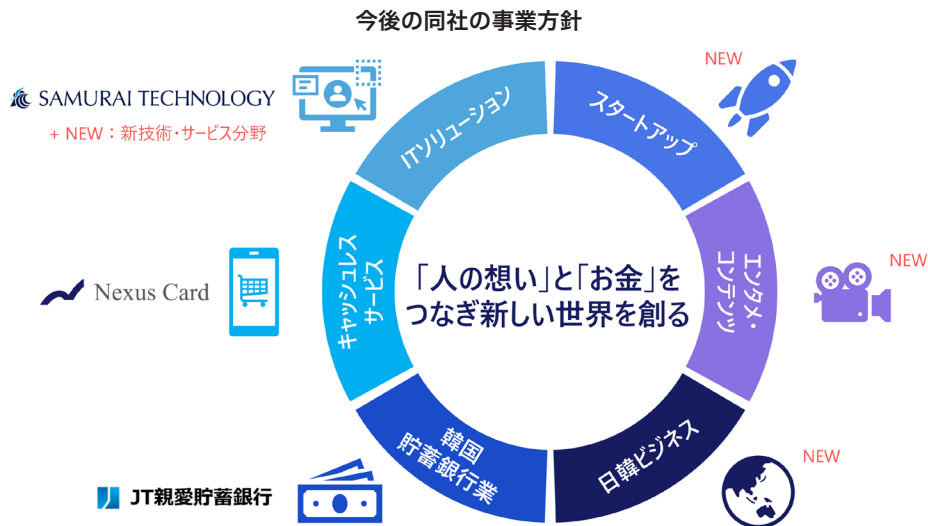 今後の同社の事業方針
SAMURAI TECHNOLOGY
+ NEW：新技術・サービス分野
ITソリューション
スタートアップ
NEW
Nexus Card
キャッシュレス
サービス
「人の想い」と「お金」を
つなぎ新しい世界を創る
エンタメ・
コンテンツ
NEW
JT親愛貯蓄銀行
韓国
貯蓄銀行業
日韓ビジネス
NEW